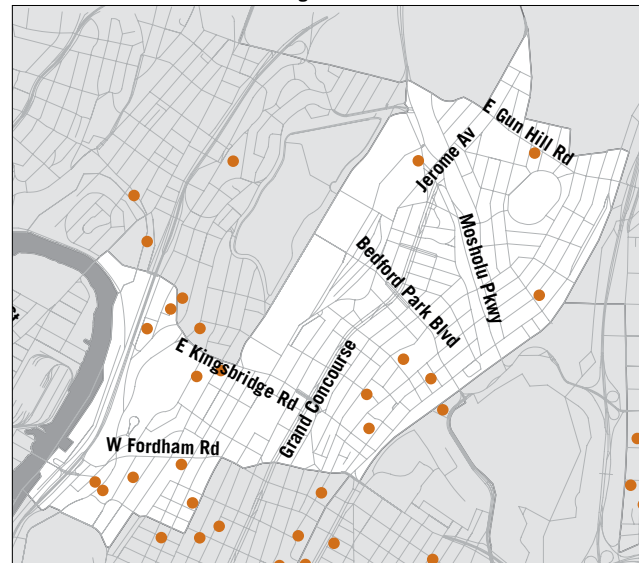 E Gun Hill Rd
Jerome Av
Mosholu Pkwy
Bedford Park Blvd
E Kingsbridge Rd
Grand Concourse
W Fordham Rd